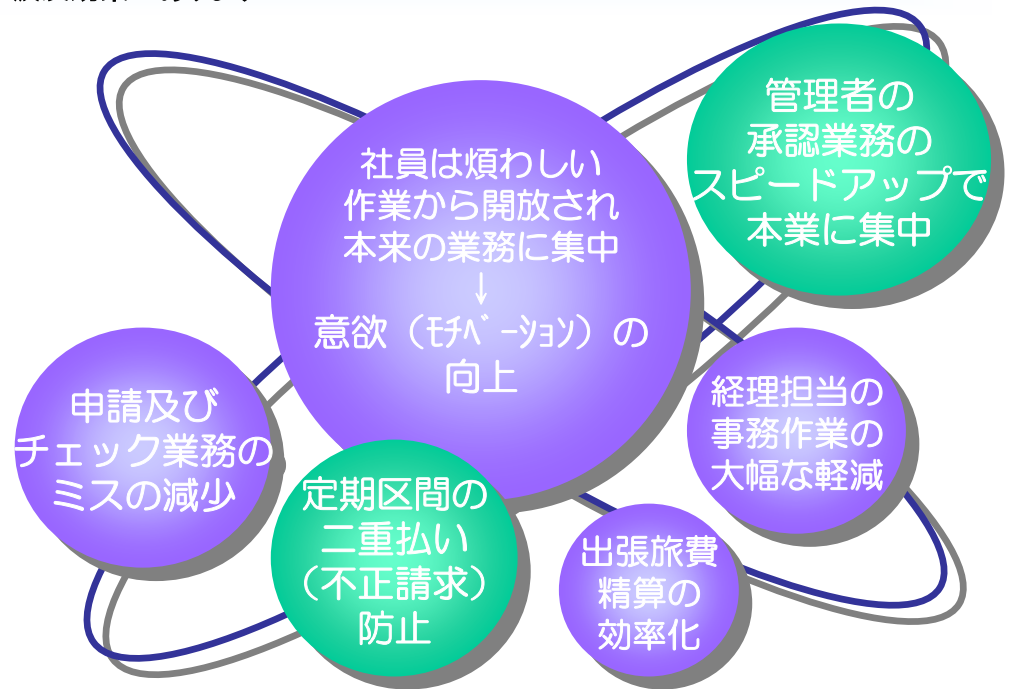 社員は煩わしい
作業から開放され
本来の業務に集中
↓
意欲（ﾓﾁﾍﾞｰｼｮﾝ）の
向上
管理者の
承認業務の
スピードアップで
本業に集中
申請及び
チェック業務の
ミスの減少
定期区間の
二重払い
（不正請求）
防止
出張旅費
精算の
効率化
経理担当の
事務作業の
大幅な軽減